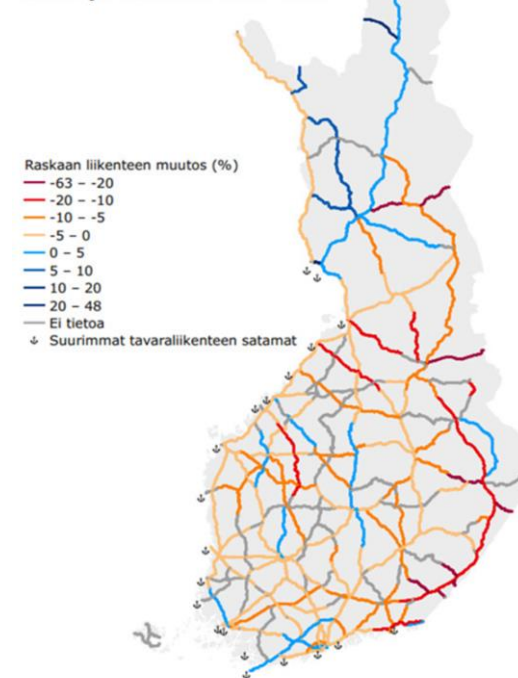 Raskaan liikenteen muutos (%)
-63 – -20
-20 – -10
-10 – -5
-5 – 0
0 – 5
5 – 10
10 – 20
20 – 48
Ei tietoa
Suurimmat tavaraliikenteen satamat